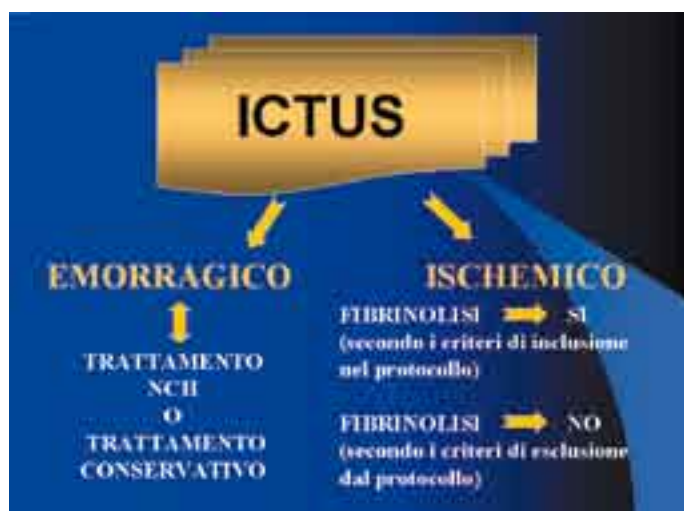 ICTUS
EMORRAGICO
TRATTAMENTO
NCH
O
TRATTAMENTO
CONSERVATIVO
ISCHEMICO
FIBRINOLISI SI
(secondo i criteri di inclusione
nel protocollo)
FIBRINOLISI NO
(secondo i criteri di esclusione
dal protocollo)